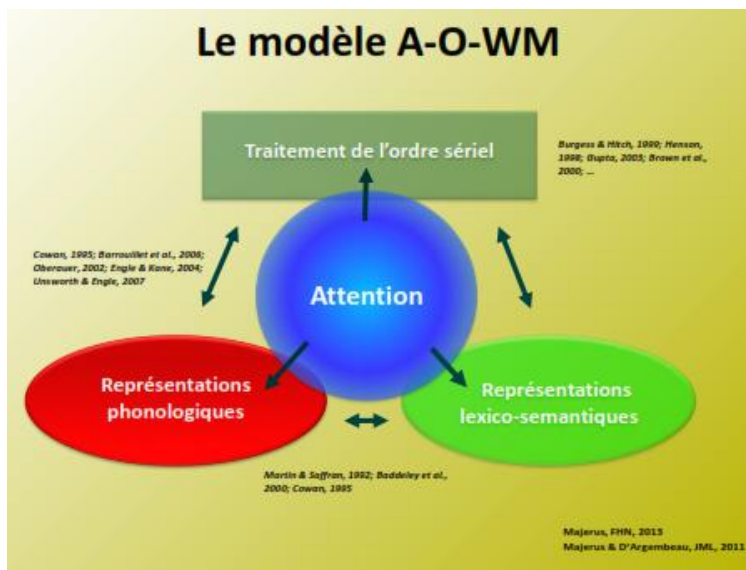 Le modèle A-O-WM
Traitement de l'ordre sériel
Burgess & Hitch, 1999; Henson,
1998; Gupta, 2003; Brown et al.,
2000; ...
Cowan, 1995; Barrouillet et al., 2006;
Oberauer, 2002; Engle & Kane, 2004;
Unsworth & Engle, 2007
Attention
Représentations
phonologiques
Représentations
lexico-semantiques
Martin & Saffran, 1992; Baddeley et al.,
2000; Cowan, 1995
Majerus, FHN, 2013
Majerus & D'Argembeau, JML, 2011